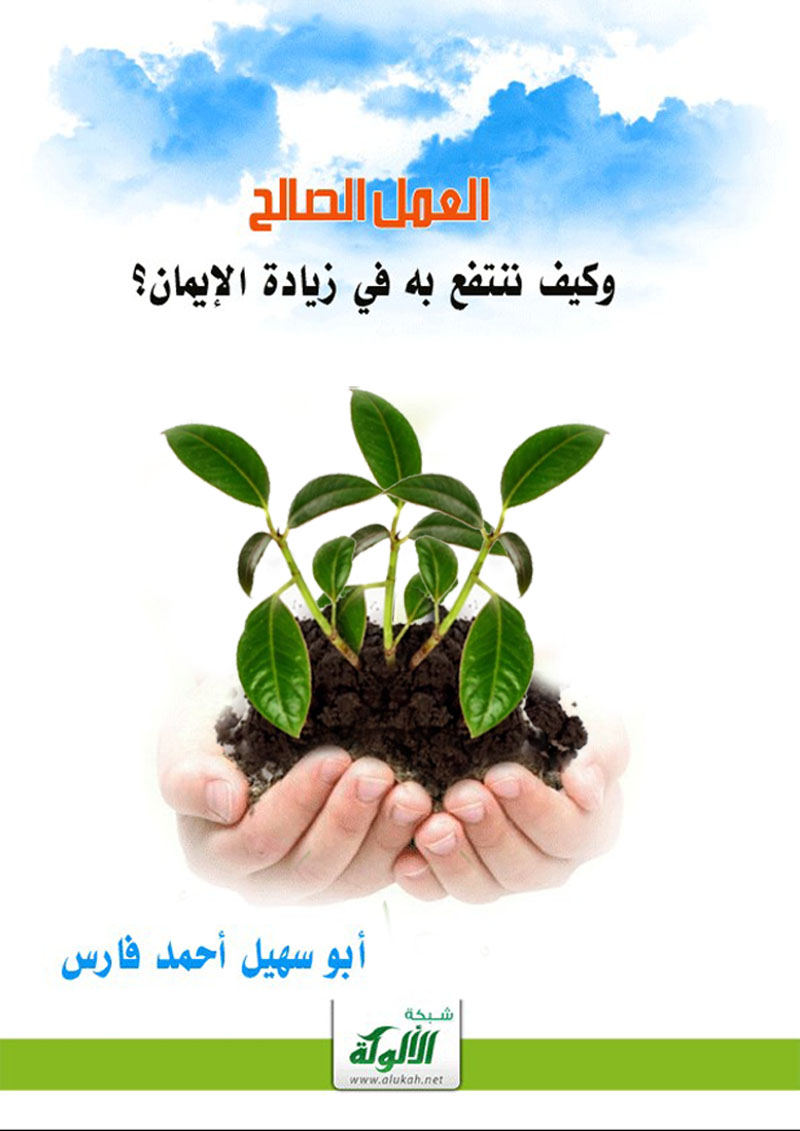 العمل الصالح
وكيف ننتفع به في زيادة الإيمان؟
أبو سهيل أحمد فارس
شبكة
الألوكة
www.alukah.net